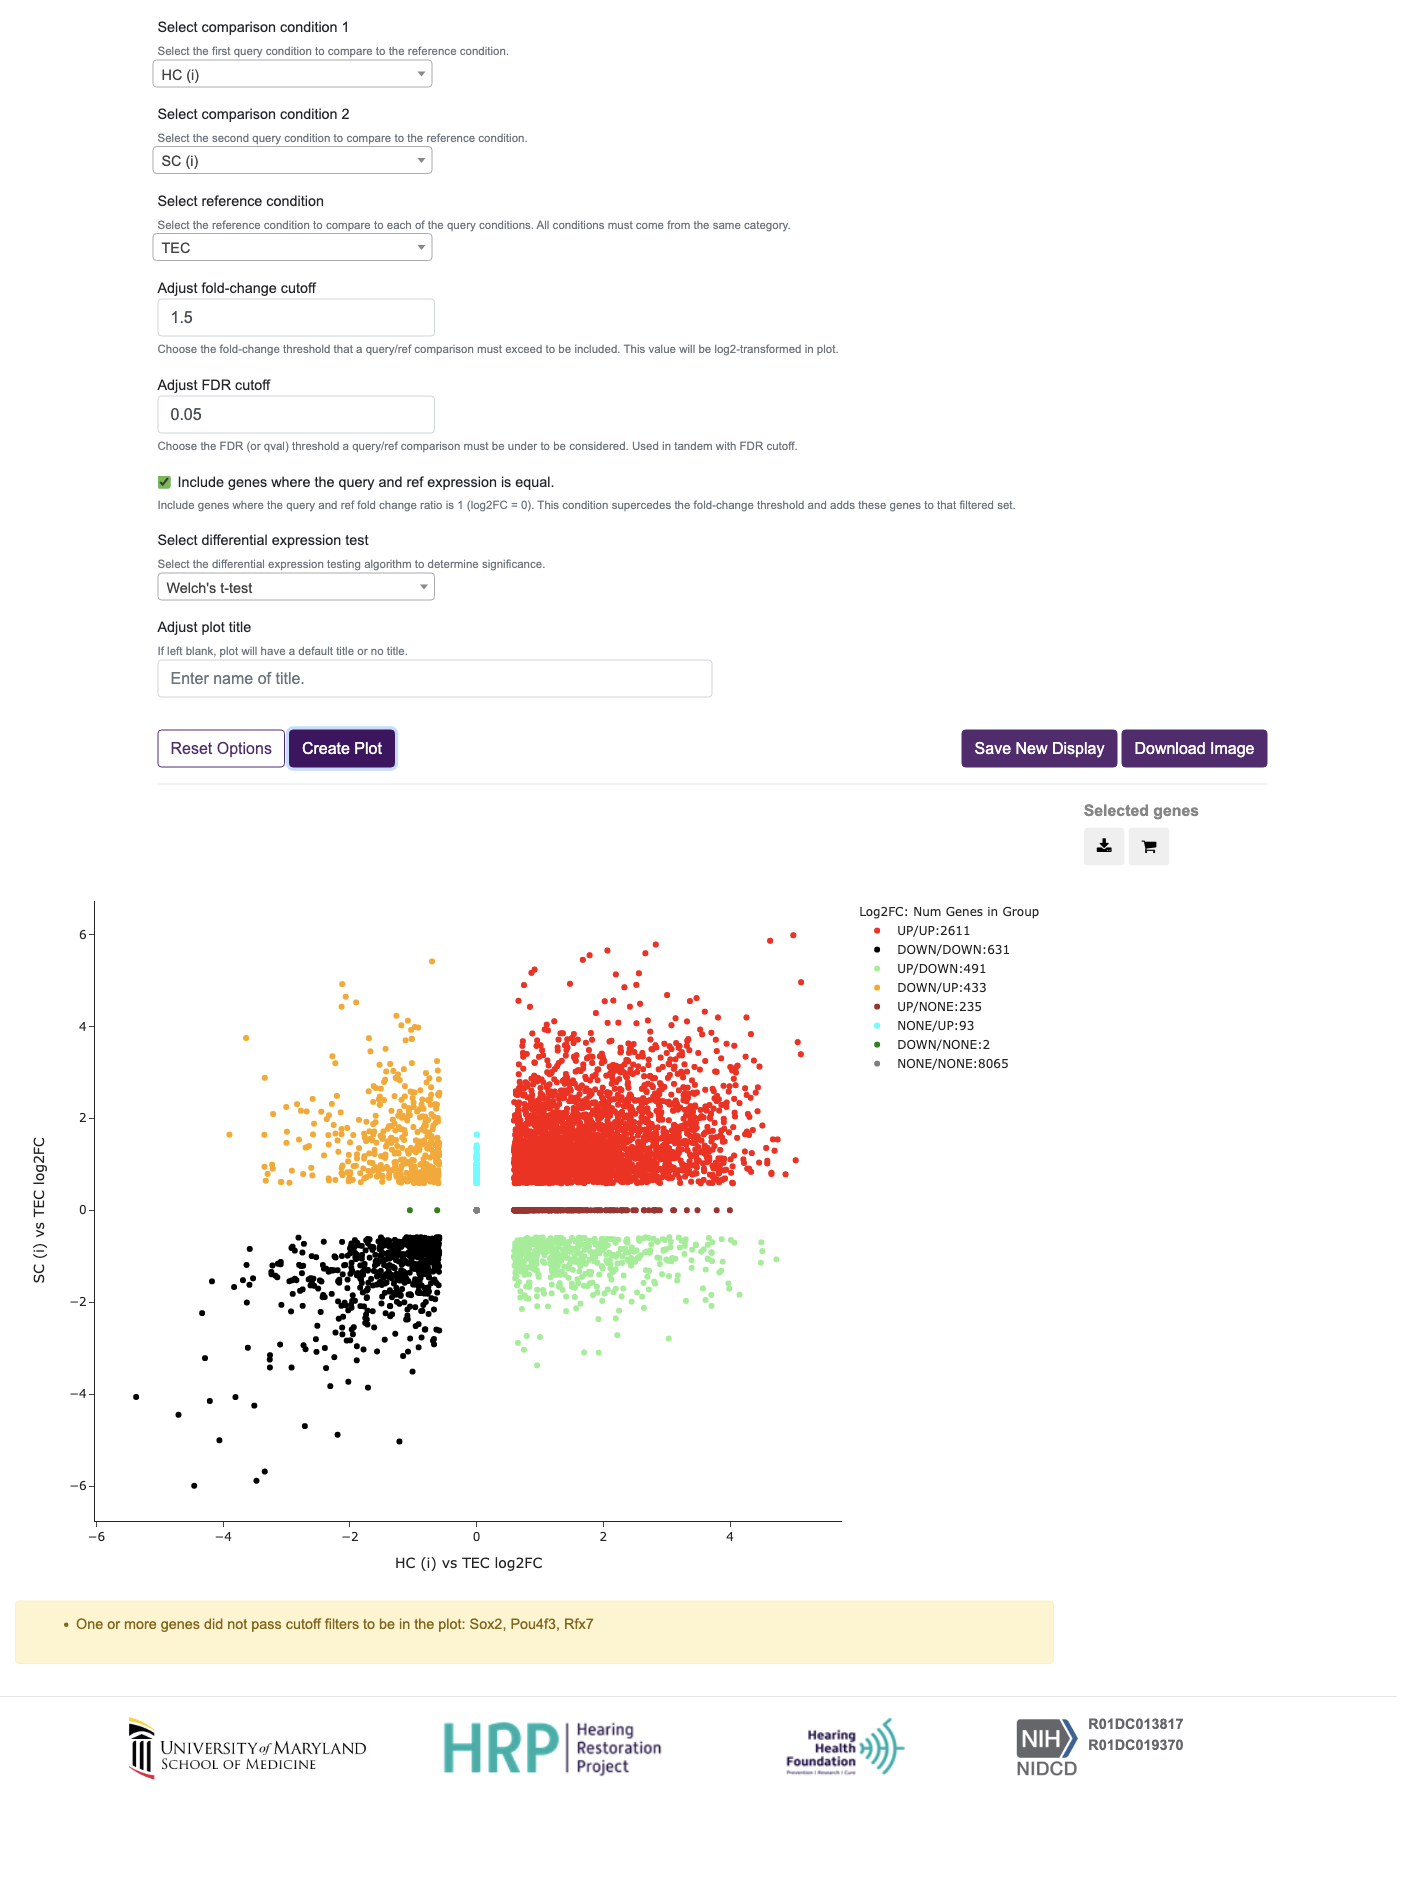 Select comparison condition 1
Select the first query condition to compare to the reference condition.
HC (i)
Select comparison condition 2
Select the second query condition to compare to the reference condition.
SC (i)
Select reference condition
Select the reference condition to compare to each of the query conditions. All conditions must come from the same category.
TEC
Adjust fold-change cutoff
1.5
Choose the fold-change threshold that a query/ref comparison must exceed to be included. This value will be log2-transformed in plot.
Adjust FDR cutoff
0.05
Choose the FDR (or qval) threshold a query/ref comparison must be under to be considered. Used in tandem with FDR cutoff.
Include genes where the query and ref expression is equal.
Include genes where the query and ref fold change ratio is 1 (log2FC = 0). This condition supercedes the fold-change threshold and adds these genes to that filtered set.
Select differential expression test
Select the differential expression testing algorithm to determine significance.
Welch's t-test
Adjust plot title
If left blank, plot will have a default title or no title.
Enter name of title.
Reset Options Create Plot Save New Display Download Image
Selected genes
Log2FC: Num Genes in Group
UP/UP:2611
DOWN/DOWN:631
UP/DOWN:491
DOWN/UP:433
UP/NONE:235
NONE/UP:93
DOWN/NONE:2
NONE/NONE:8065
6
4
2
0
−2
−4
−6
SC (i) vs TEC log2FC
−6 −4 −2 0 2 4
HC (i) vs TEC log2FC
• One or more genes did not pass cutoff filters to be in the plot: Sox2, Pou4f3, Rfx7
UNIVERSITY of MARYLAND
SCHOOL OF MEDICINE
HRP
Hearing
Restoration
Project
Hearing
Health
Foundation
Prevention | Research | Cure
NIH
NIDCD
R01DC013817
R01DC019370